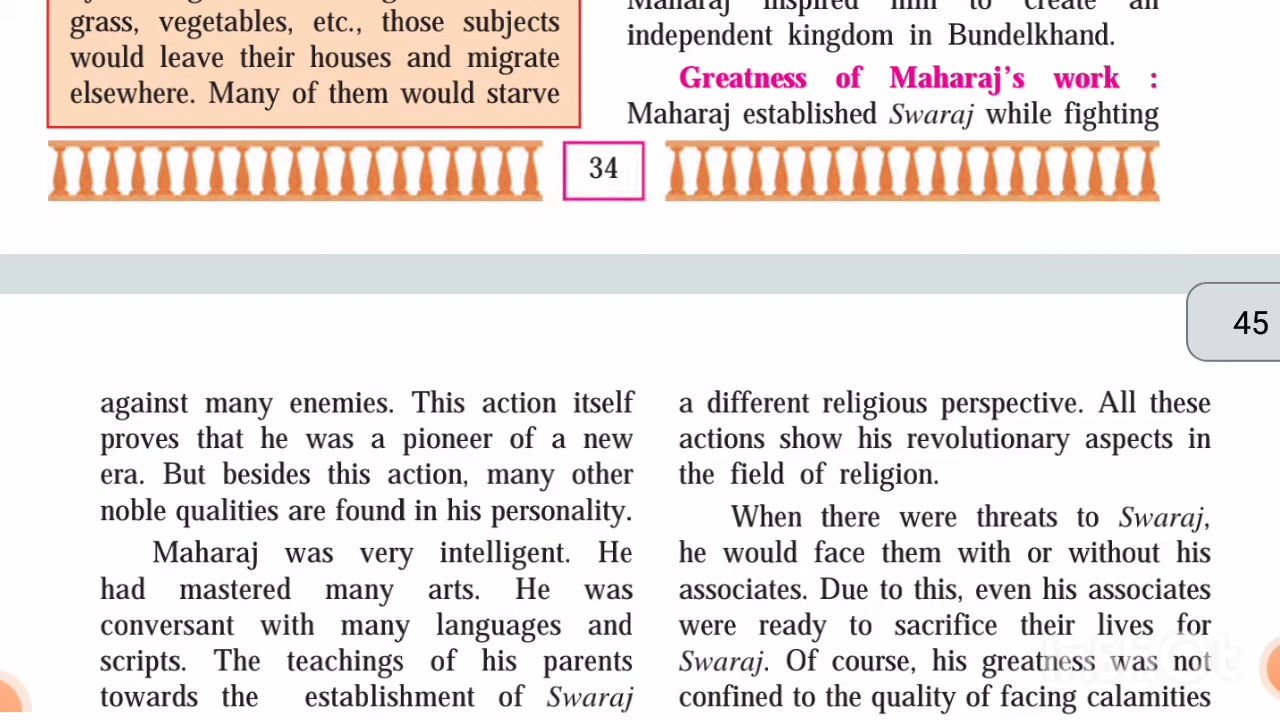 grass, vegetables, etc., those subjects
would leave their houses and migrate
elsewhere. Many of them would starve
Maharaj inspired him to create an
independent kingdom in Bundelkhand.
Greatness of Maharaj's work :
Maharaj established Swaraj while fighting
34
45
against many enemies. This action itself
proves that he was a pioneer of a new
era. But besides this action, many other
noble qualities are found in his personality.
Maharaj was very intelligent. He
had mastered many arts. He was
conversant with many languages and
scripts. The teachings of his parents
towards the establishment of Swaraj
a different religious perspective. All these
actions show his revolutionary aspects in
the field of religion.
When there were threats to Swaraj,
he would face them with or without his
associates. Due to this, even his associates
were ready to sacrifice their lives for
Swaraj. Of course, his greatness was not
confined to the quality of facing calamities
InShOt